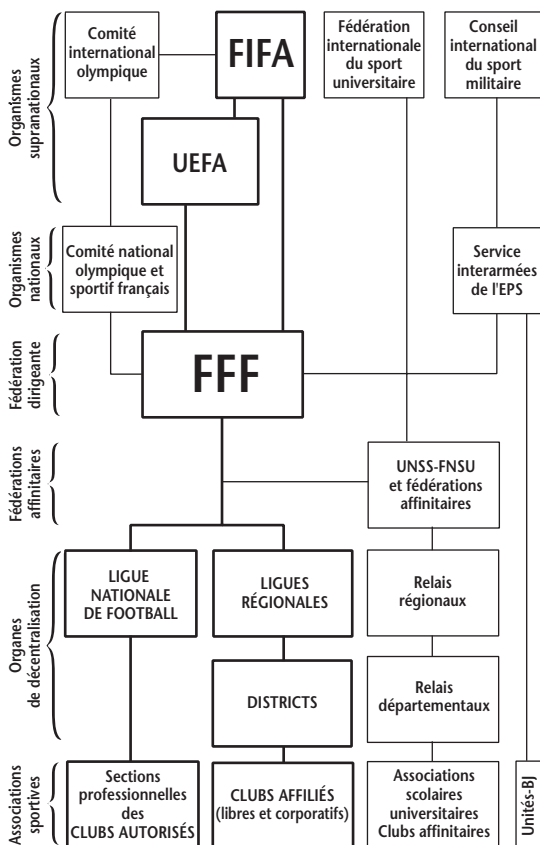 Organismes
supranationaux
Comité
international
olympique
FIFA
Fédération
internationale
du sport
universitaire
Conseil
international
du sport
militaire
UEFA
Organismes
nationaux
Comité national
olympique et
sportif français
Service
interarmées
de l'EPS
Fédération
dirigeante
FFF
Fédérations
affinitaires
UNSS-FNSU
et fédérations
affinitaires
Organes
de décentralisation
LIGUE
NATIONALE
DE FOOTBALL
LIGUES
RÉGIONALES
Relais
régionaux
DISTRICTS
Relais
départementaux
Associations
sportives
Sections
professionnelles
des
CLUBS AUTORISÉS
CLUBS AFFILIÉS
(libres et corporatifs)
Associations
scolaires
universitaires
Clubs affinitaires
Unités-BJ